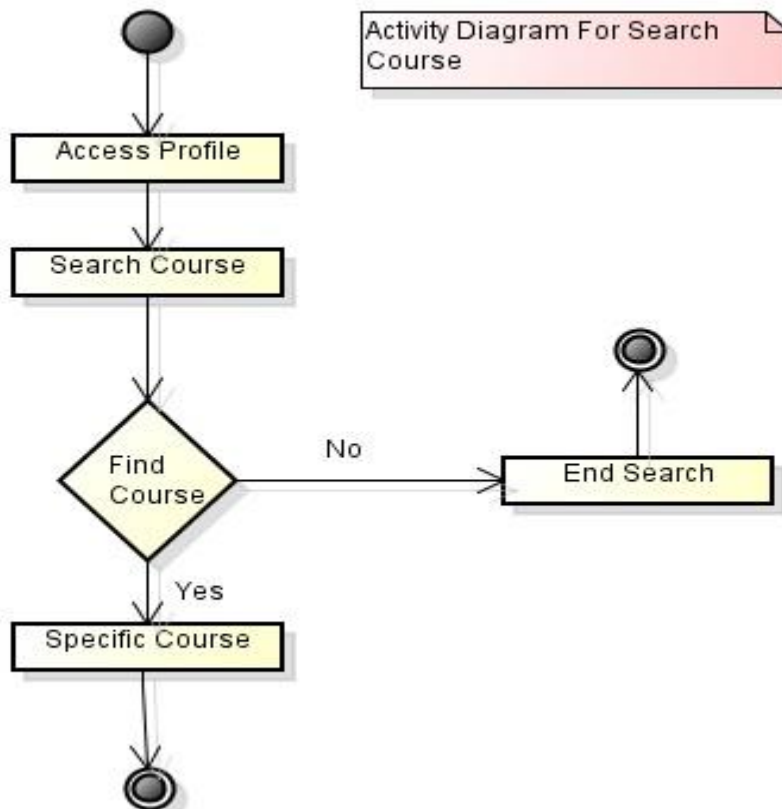 Activity Diagram For Search
Course
Access Profile
Search Course
Find
Course
No
End Search
Yes
Specific Course